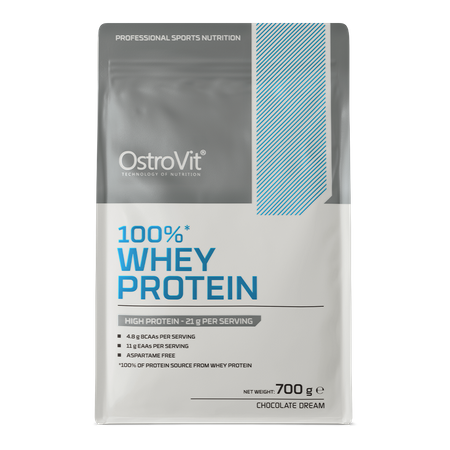 PROFESSIONAL SPORTS NUTRITION
OstroVit®
TECHNOLOGY OF NUTRITION
100%*
WHEY
PROTEIN
HIGH PROTEIN - 21 g PER SERVING
4.8 g BCAAs PER SERVING
11 g EAAs PER SERVING
ASPARTAME FREE
*100% OF PROTEIN SOURCE FROM WHEY PROTEIN
NET WEIGHT: 700 g ℮
CHOCOLATE DREAM